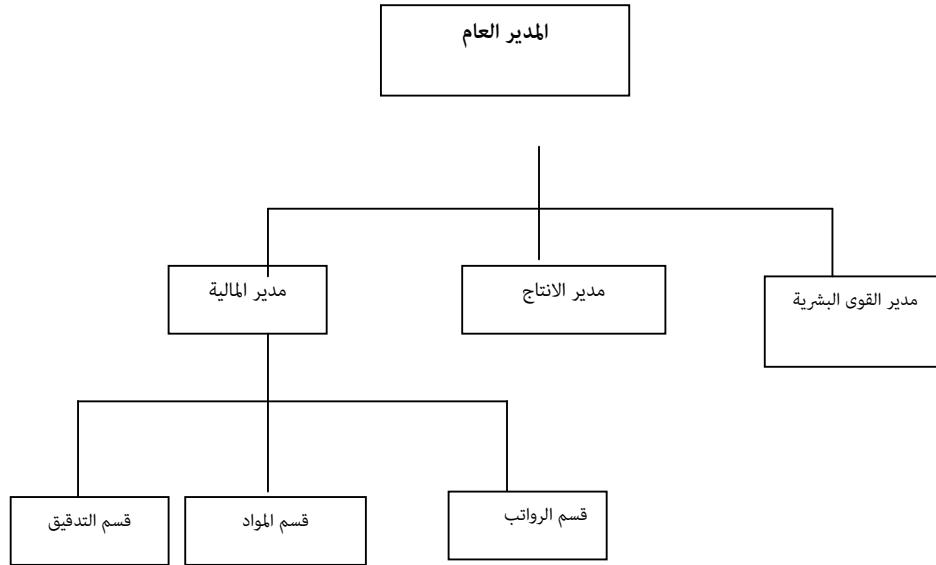 المدير العام
مدير القوى البشرية
مدير الانتاج
مدير المالية
قسم الرواتب
قسم المواد
قسم التدقيق